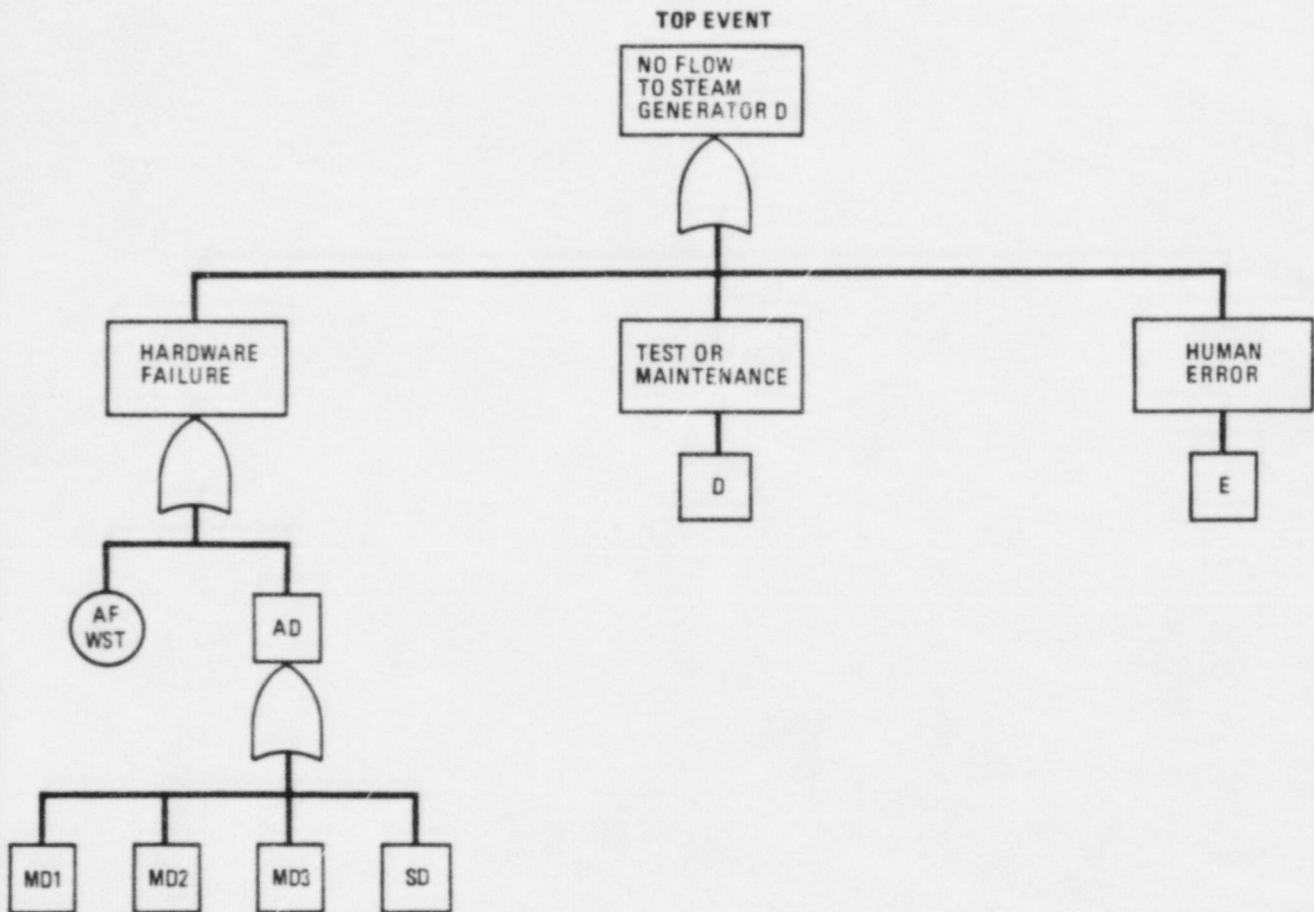 TOP EVENT
NO FLOW
TO STEAM
GENERATOR D
HARDWARE
FAILURE
TEST OR
MAINTENANCE
HUMAN
ERROR
D
E
AF
WST
AD
MD1
MD2
MD3
SD